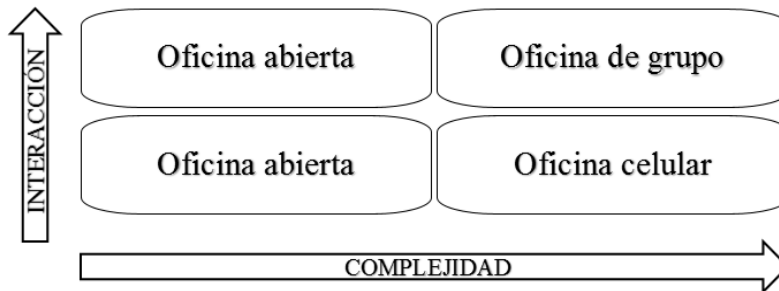 INTERACCIÓN
Oficina abierta
Oficina de grupo
Oficina abierta
Oficina celular
COMPLEJIDAD